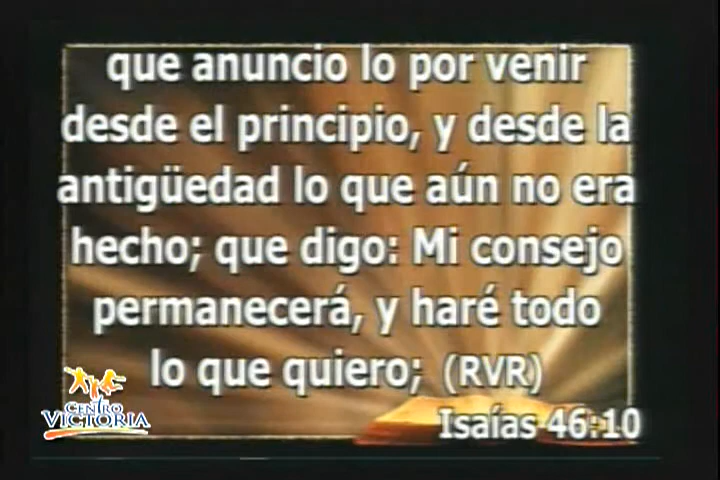 que anuncio lo por venir
desde el principio, y desde la
antigüedad lo que aún no era
hecho; que digo: Mi consejo
permanecerá, y haré todo
lo que quiero; (RVR)
Isaías 46:10
CENTRO
VICTORIA